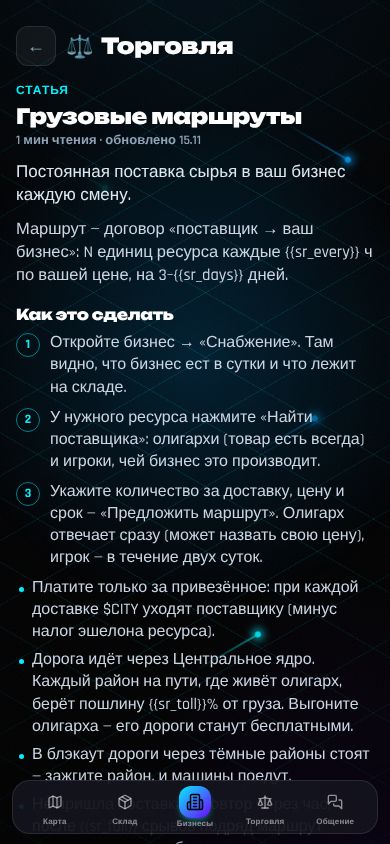 ← ⚖️ Торговля
СТАТЬЯ
Грузовые маршруты
1 мин чтения · обновлено 15.11
Постоянная поставка сырья в ваш бизнес
каждую смену.
Маршрут — договор «поставщик → ваш
бизнес»: N единиц ресурса каждые {{sr_every}} ч
по вашей цене, на 3–{{sr_days}} дней.
Как это сделать
1 Откройте бизнес → «Снабжение». Там
видно, что бизнес ест в сутки и что лежит
на складе.
2 У нужного ресурса нажмите «Найти
поставщика»: олигархи (товар есть всегда)
и игроки, чей бизнес это производит.
3 Укажите количество за доставку, цену и
срок — «Предложить маршрут». Олигарх
отвечает сразу (может назвать свою цену),
игрок — в течение двух суток.
• Платите только за привезённое: при каждой
доставке $CITY уходят поставщику (минус
налог эшелона ресурса).
• Дорога идёт через Центральное ядро.
Каждый район на пути, где живёт олигарх,
берёт пошлину {{sr_toll}}% от груза. Выгоните
олигарха — его дороги станут бесплатными.
• В блэкаут дороги через тёмные районы стоят
— зажгите район, и машины поедут.
Карта Склад Бизнесы Торговля Общение